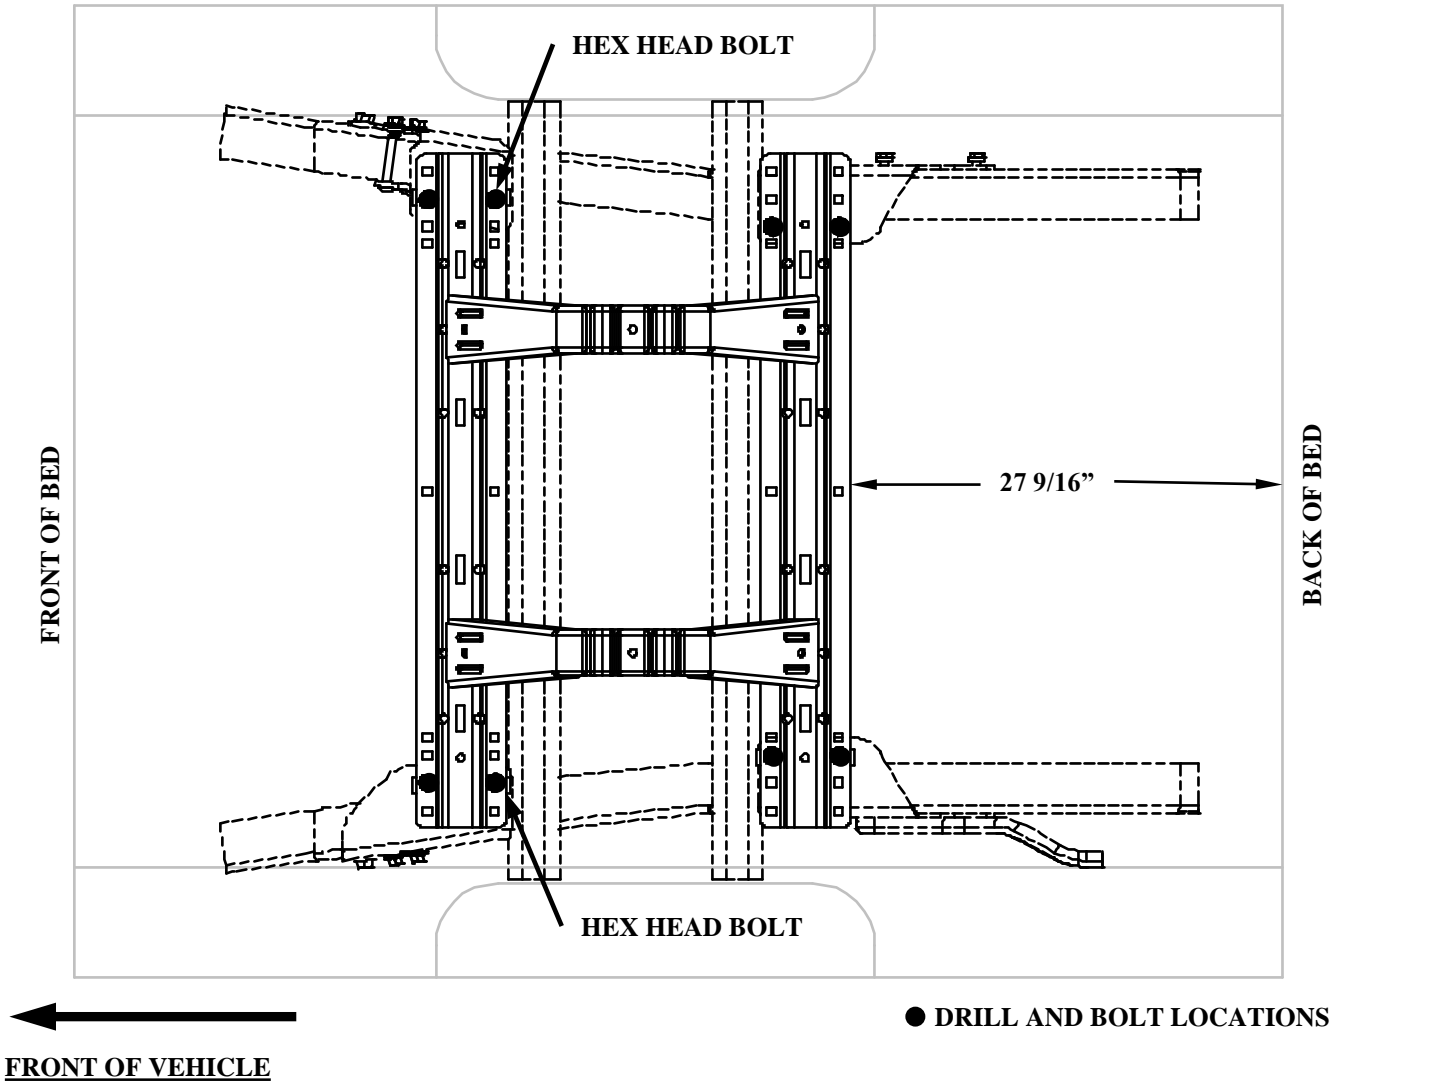 HEX HEAD BOLT
FRONT OF BED
27 9/16”
BACK OF BED
HEX HEAD BOLT
DRILL AND BOLT LOCATIONS
FRONT OF VEHICLE